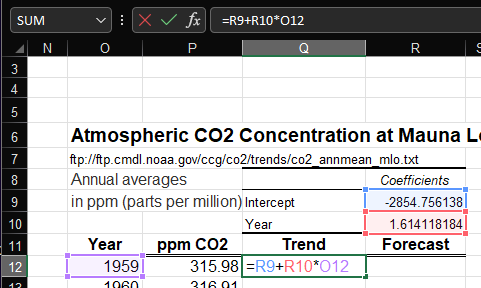 SUM fx =R9+R10*O12
N O P Q R
3
4
5
6 Atmospheric CO2 Concentration at Mauna
7 ftp://ftp.cmdl.noaa.gov/ccg/co2/trends/co2_annmean_mlo.txt
8 Annual averages Coefficients
9 in ppm (parts per million) Intercept -2854.756138
10 Year 1.614118184
11 Year ppm CO2 Trend Forecast
12 1959 315.98 =R9+R10*O12
13 1960 316.91